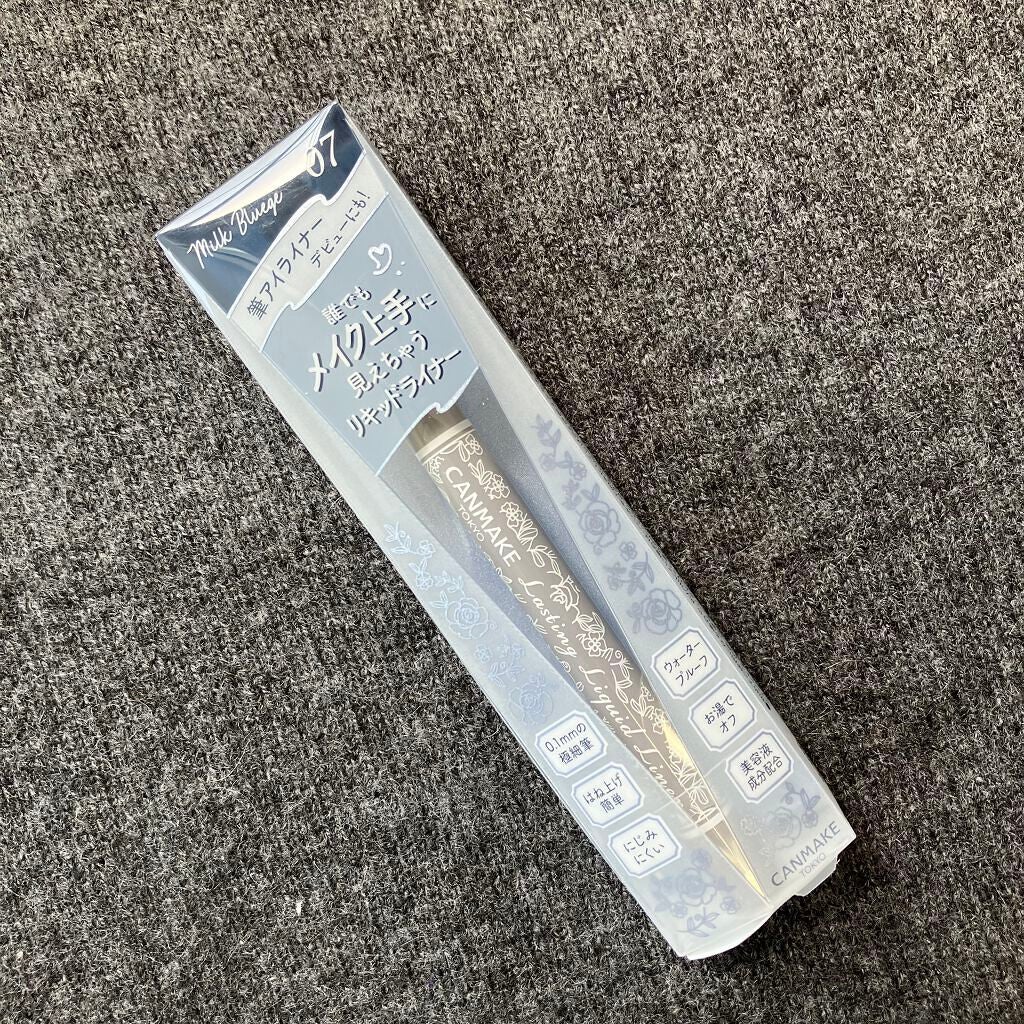 Milk Bluege
07
筆アイライナー
デビューにも!
誰でも
メイク上手に
見えちゃう
リキッドライナー
CANMAKE
TOKYO
Lasting Liquid Liner
ウォーター
プルーフ
お湯で
オフ
美容液
成分配合
0.1mmの
極細筆
はね上げ
簡単
にじみ
にくい
CANMAKE
TOKYO